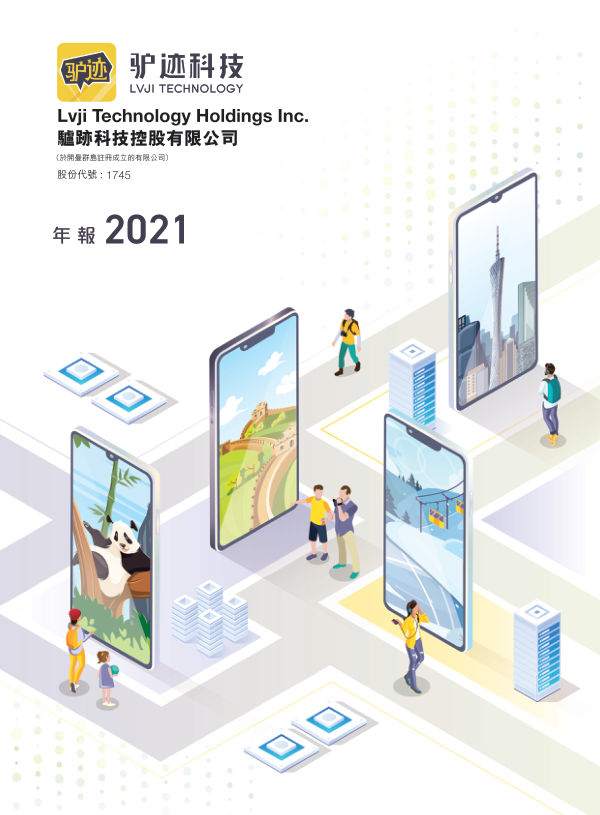 驴迹
驴迹科技
LVJI TECHNOLOGY
Lvji Technology Holdings Inc.
驢跡科技控股有限公司
(於開曼群島註冊成立的有限公司)
股份代號 : 1745
年報 2021